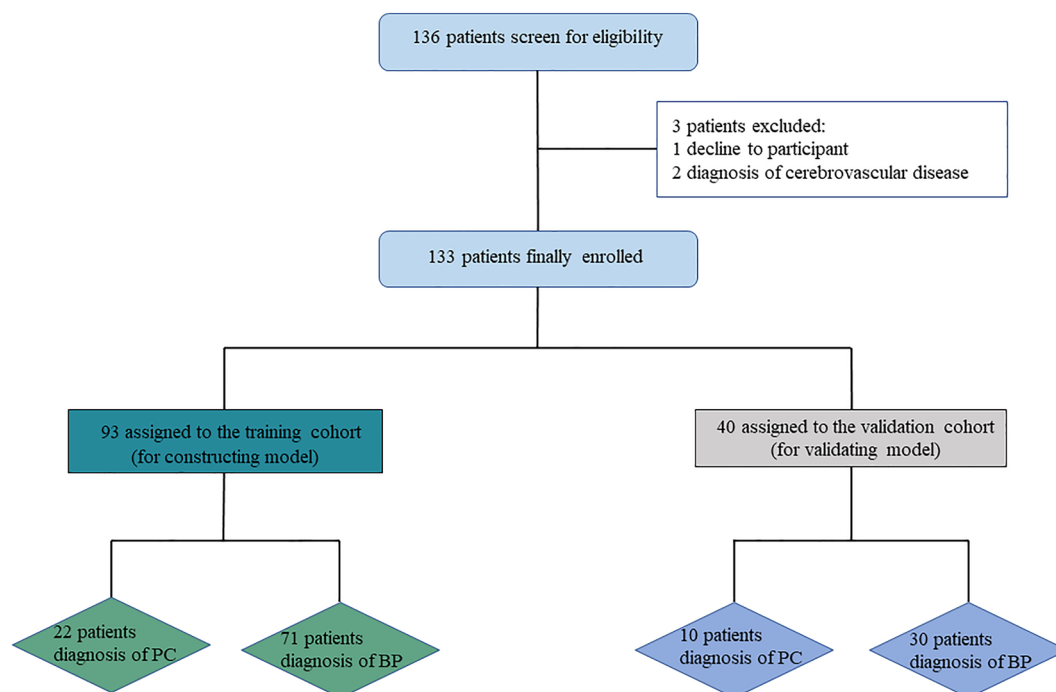 136 patients screen for eligibility
3 patients excluded:
1 decline to participant
2 diagnosis of cerebrovascular disease
133 patients finally enrolled
93 assigned to the training cohort
(for constructing model)
40 assigned to the validation cohort
(for validating model)
22 patients
diagnosis of PC
71 patients
diagnosis of BP
10 patients
diagnosis of PC
30 patients
diagnosis of BP